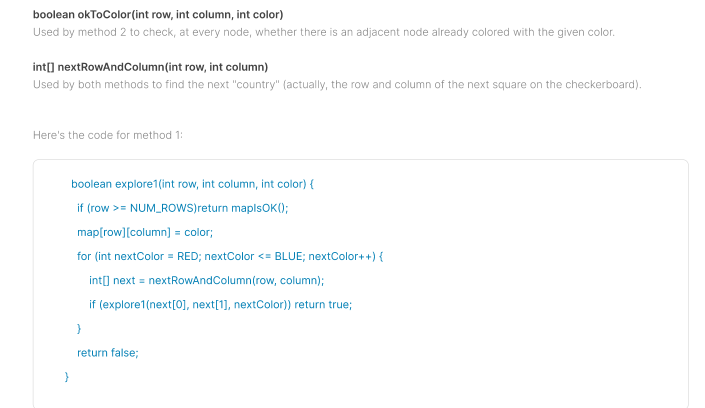 boolean okToColor(int row, int column, int color)
Used by method 2 to check, at every node, whether there is an adjacent node already colored with the given color.
int[] nextRowAndColumn(int row, int column)
Used by both methods to find the next "country" (actually, the row and column of the next square on the checkerboard).
Here's the code for method 1:
boolean explore1(int row, int column, int color) {
if (row >= NUM_ROWS)return mapIsOK();
map[row][column] = color;
for (int nextColor = RED; nextColor <= BLUE; nextColor++) {
int[] next = nextRowAndColumn(row, column);
if (explore1(next[0], next[1], nextColor)) return true;
}
return false;
}